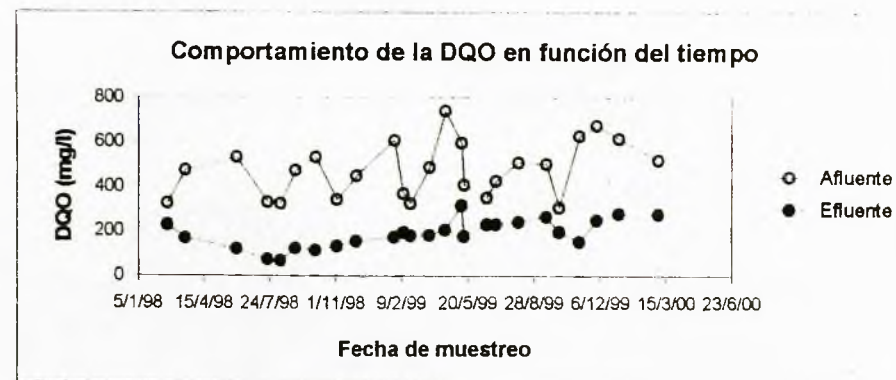 Comportamiento de la DQO en función del tiempo
800
600
400
200
0
DQO (mg/l)
5/1/98 15/4/98 24/7/98 1/11/98 9/2/99 20/5/99 28/8/99 6/12/99 15/3/00 23/6/00
Fecha de muestreo
Afluente
Efluente